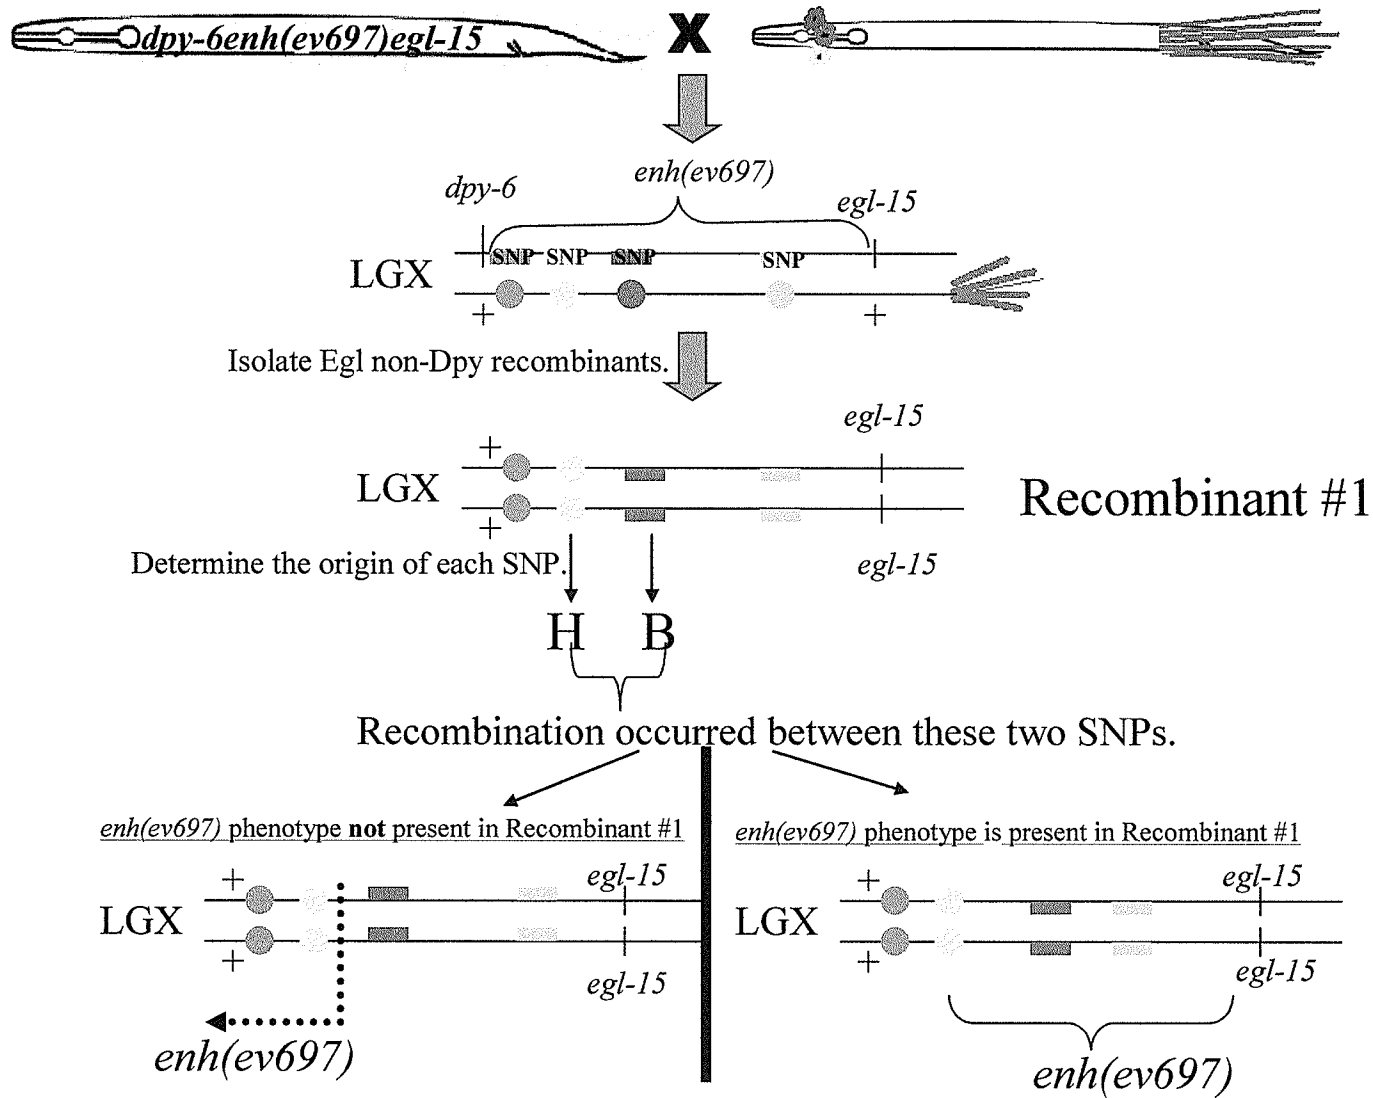 dpy-6enh(ev697)egl-15
X
enh(ev697)
dpy-6
egl-15
SNP SNP SNP SNP
LGX
+ +
Isolate Egl non-Dpy recombinants.
egl-15
+
LGX
Recombinant #1
+
Determine the origin of each SNP.
egl-15
H B
Recombination occurred between these two SNPs.
enh(ev697) phenotype not present in Recombinant #1
enh(ev697) phenotype is present in Recombinant #1
+ egl-15
LGX
+
egl-15
enh(ev697)
+ egl-15
LGX
+
egl-15
enh(ev697)